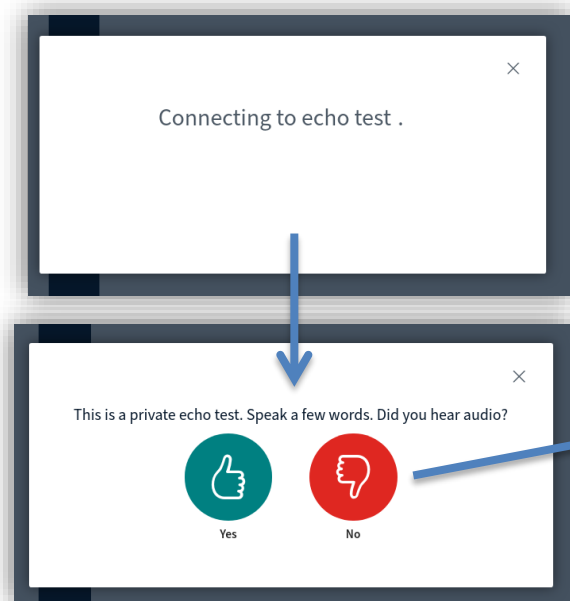 Connecting to echo test .
This is a private echo test. Speak a few words. Did you hear audio?
Yes No